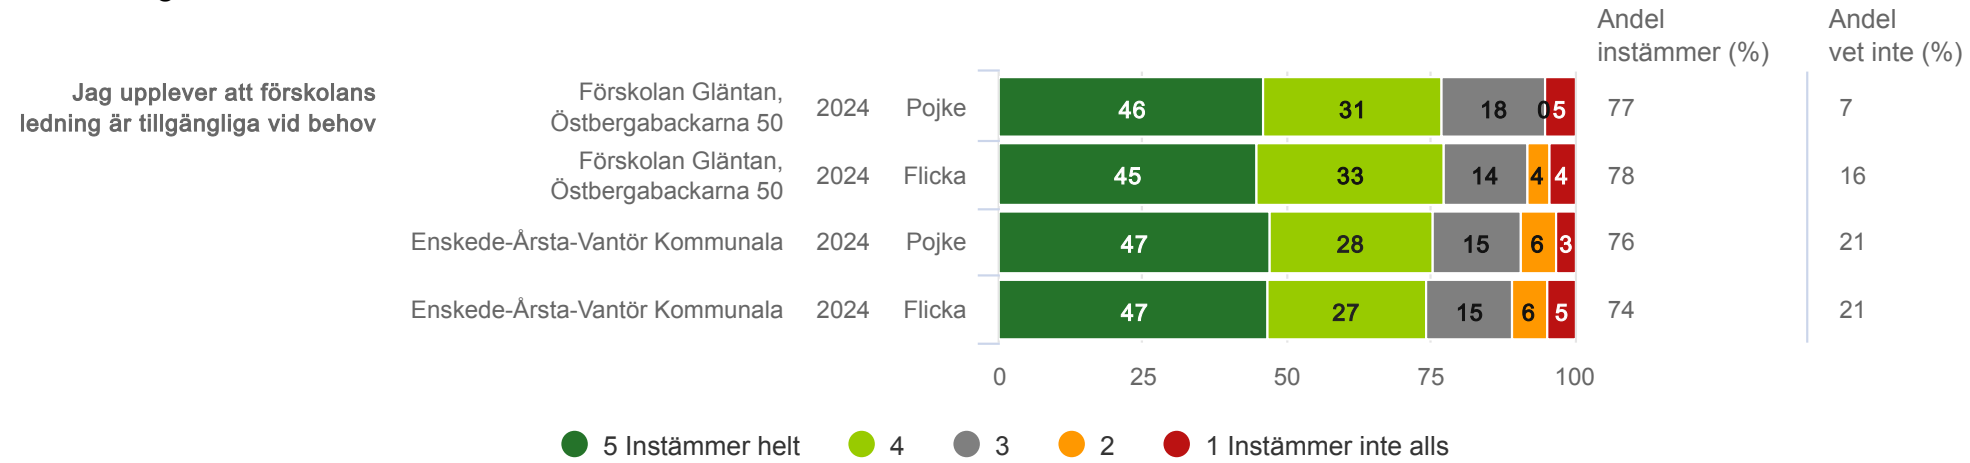 Andel
instämmer (%)
Andel
vet inte (%)
Jag upplever att förskolans
ledning är tillgängliga vid behov
Förskolan Gläntan,
Östbergabackarna 50
2024 Pojke 46 31 18 0 5 77 7
Förskolan Gläntan,
Östbergabackarna 50
2024 Flicka 45 33 14 4 4 78 16
Enskede-Årsta-Vantör Kommunala 2024 Pojke 47 28 15 6 3 76 21
Enskede-Årsta-Vantör Kommunala 2024 Flicka 47 27 15 6 5 74 21
0 25 50 75 100
5 Instämmer helt 4 3 2 1 Instämmer inte alls